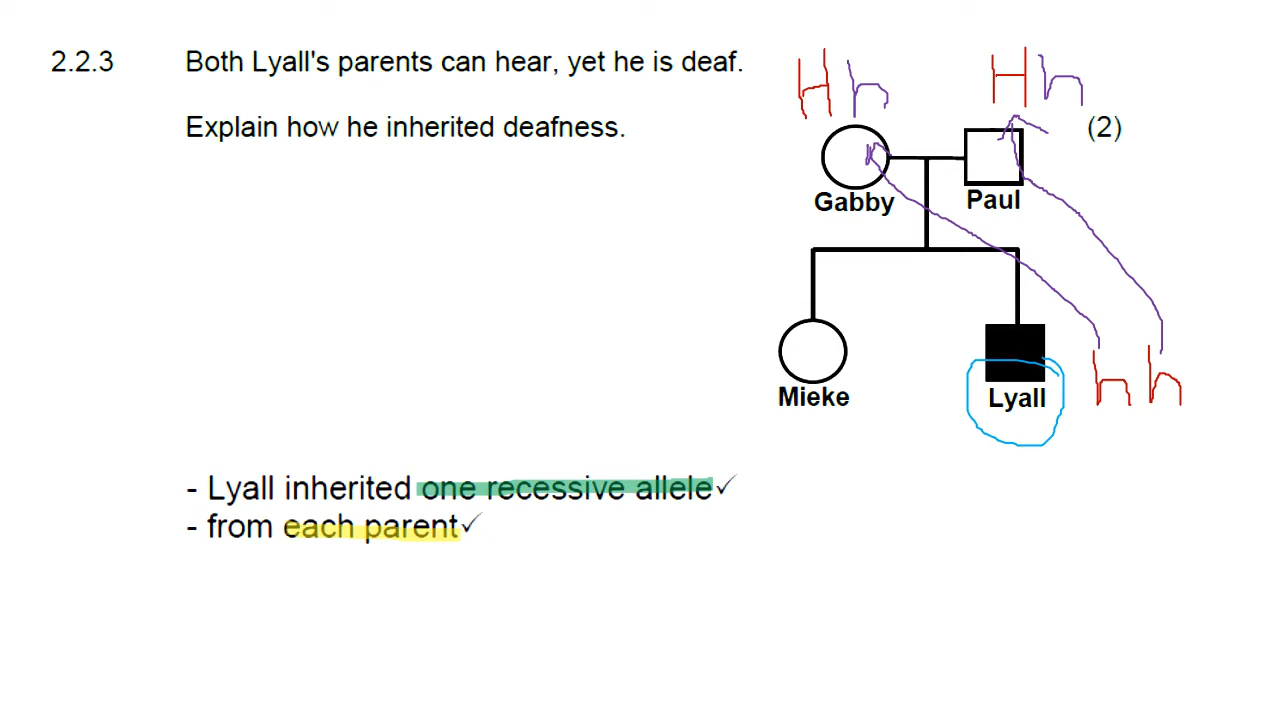 2.2.3 Both Lyall's parents can hear, yet he is deaf.
Hh Hh
Explain how he inherited deafness. (2)
Gabby Paul
Mieke Lyall hh
- Lyall inherited one recessive allele✓
- from each parent✓